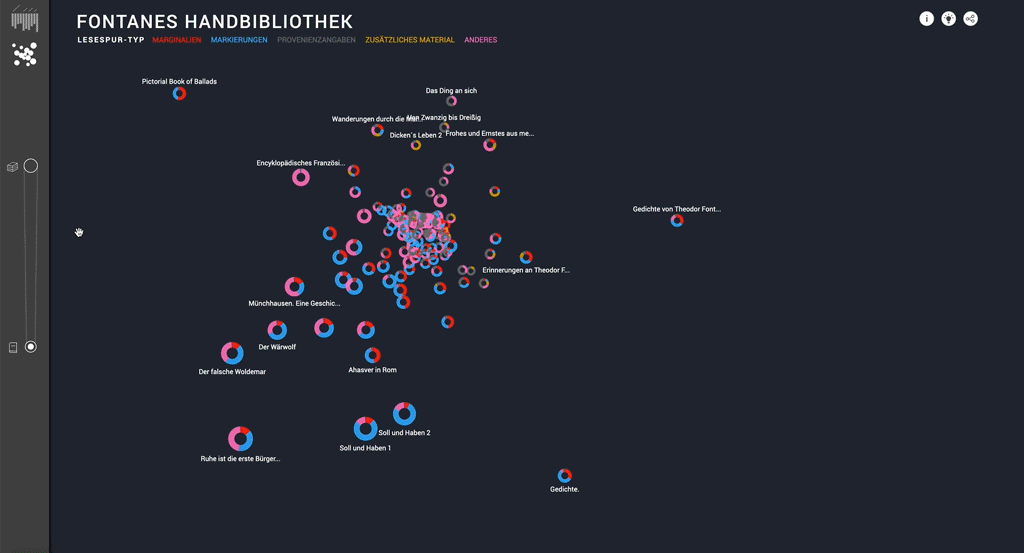 FONTANES HANDBIBLIOTHEK
LESESPUR-TYP MARGINALIEN MARKIERUNGEN PROVENIENZANGABEN ZUSÄTZLICHES MATERIAL ANDERES
Pictorial Book of Ballads
Das Ding an sich
Wanderungen durch die
Von Zwanzig bis Dreißig
Dicken´s Leben 2
Frohes und Ernstes aus me...
Encyklopädisches Französi...
Gedichte von Theodor Font...
Erinnerungen an Theodor F...
Münchhausen. Eine Geschic...
Der Wärwolf
Der falsche Woldemar
Ahasver in Rom
Soll und Haben 2
Soll und Haben 1
Ruhe ist die erste Bürger...
Gedichte.